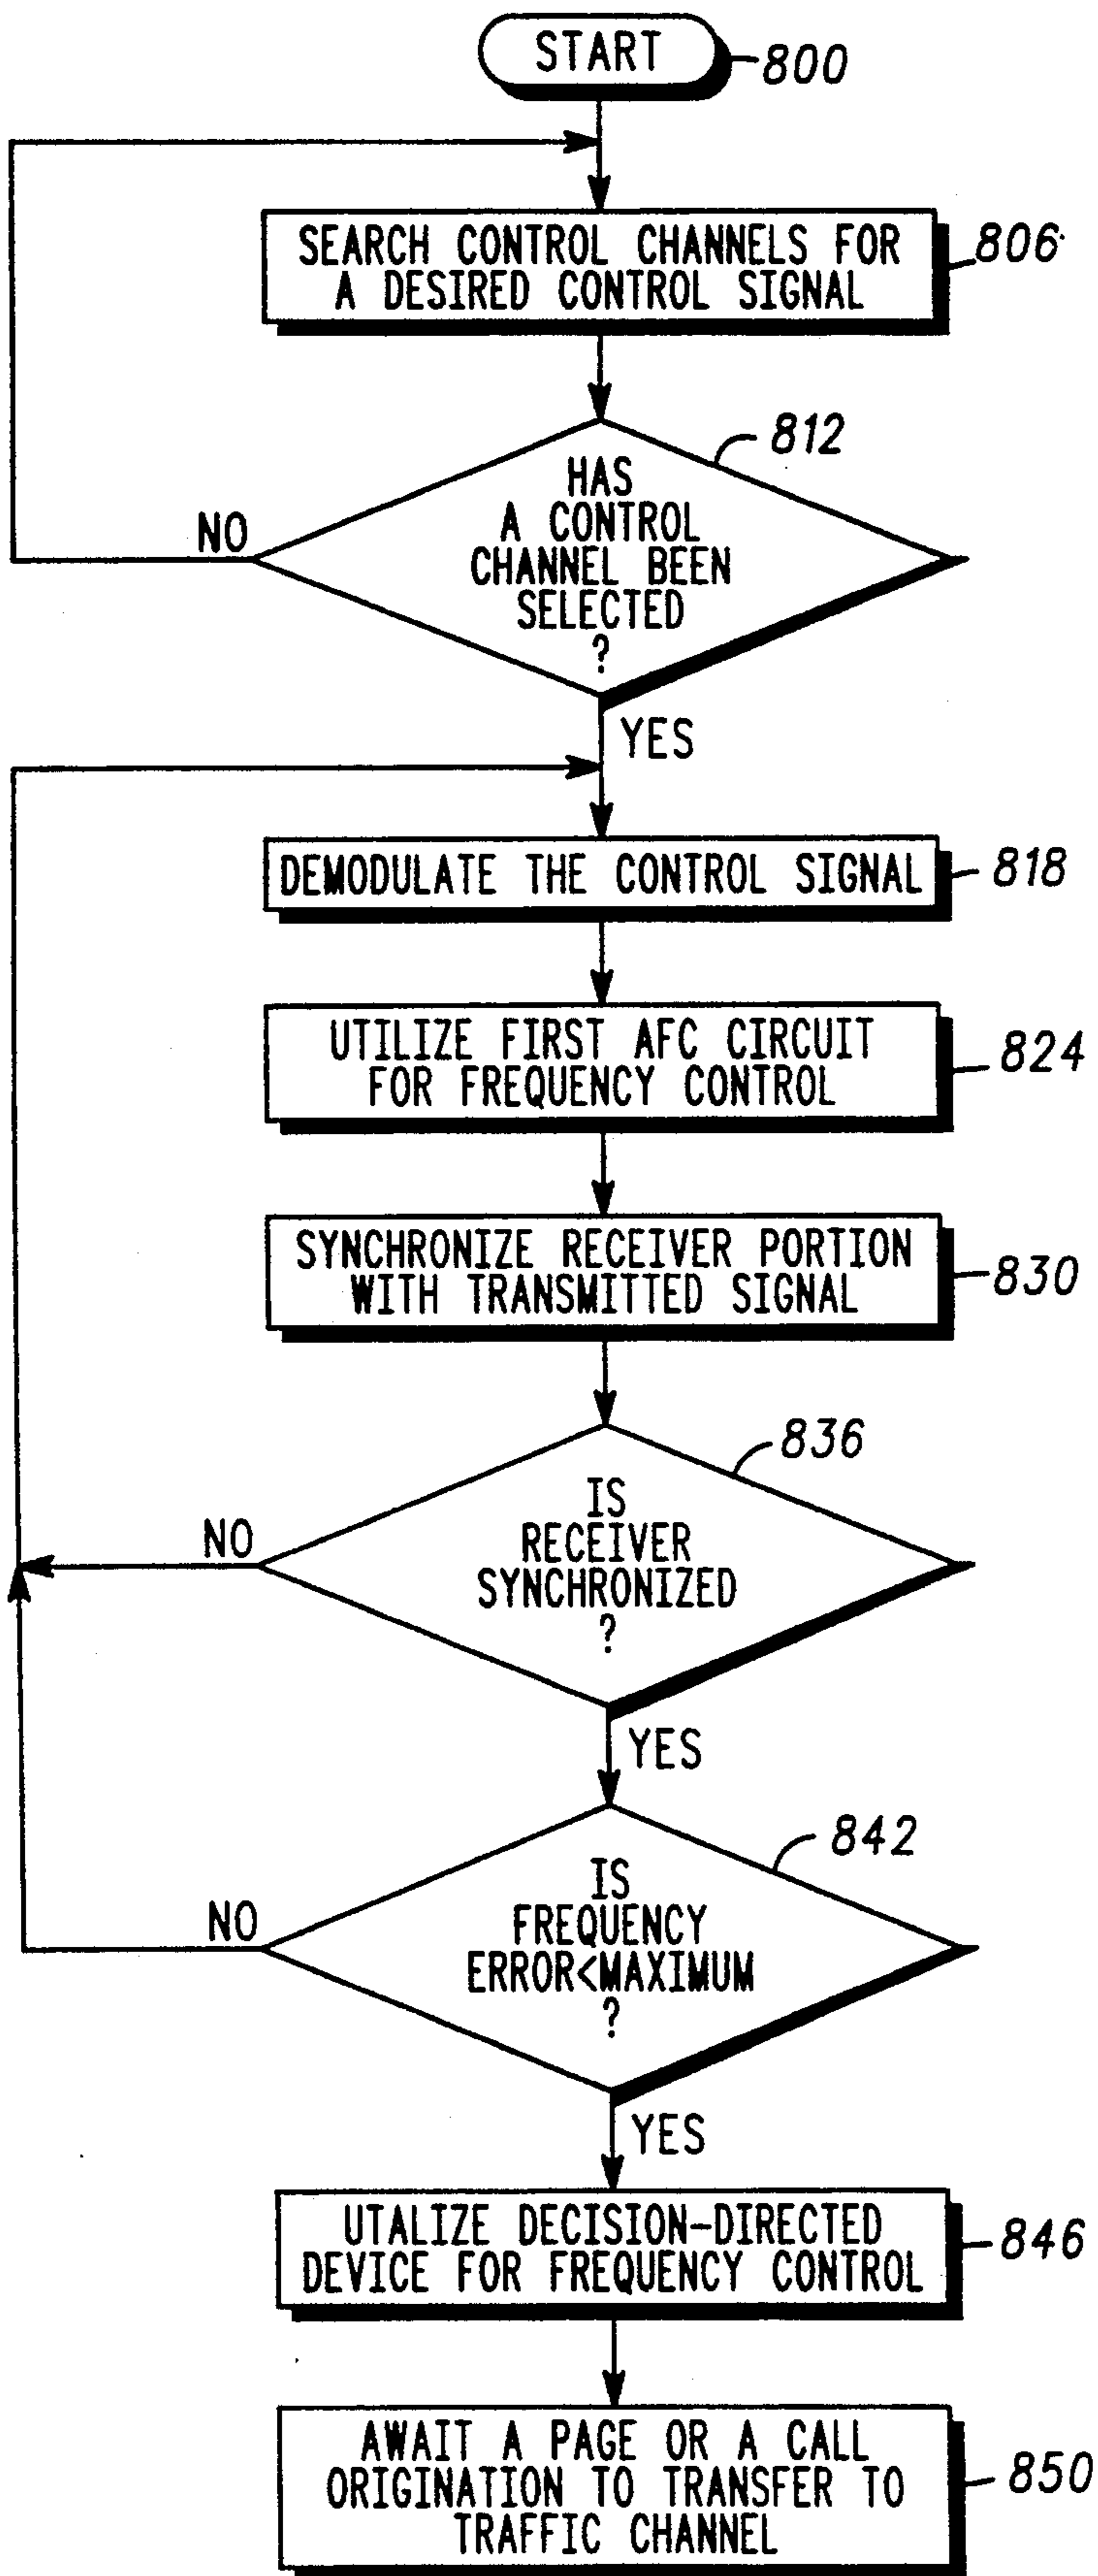 START
800
SEARCH CONTROL CHANNELS FOR
A DESIRED CONTROL SIGNAL
806
812
HAS
A CONTROL
CHANNEL BEEN
SELECTED
?
NO
YES
DEMODULATE THE CONTROL SIGNAL
818
UTILIZE FIRST AFC CIRCUIT
FOR FREQUENCY CONTROL
824
SYNCHRONIZE RECEIVER PORTION
WITH TRANSMITTED SIGNAL
830
836
IS
RECEIVER
SYNCHRONIZED
?
NO
YES
842
IS
FREQUENCY
ERROR<MAXIMUM
?
NO
YES
UTALIZE DECISION-DIRECTED
DEVICE FOR FREQUENCY CONTROL
846
AWAIT A PAGE OR A CALL
ORIGINATION TO TRANSFER TO
TRAFFIC CHANNEL
850